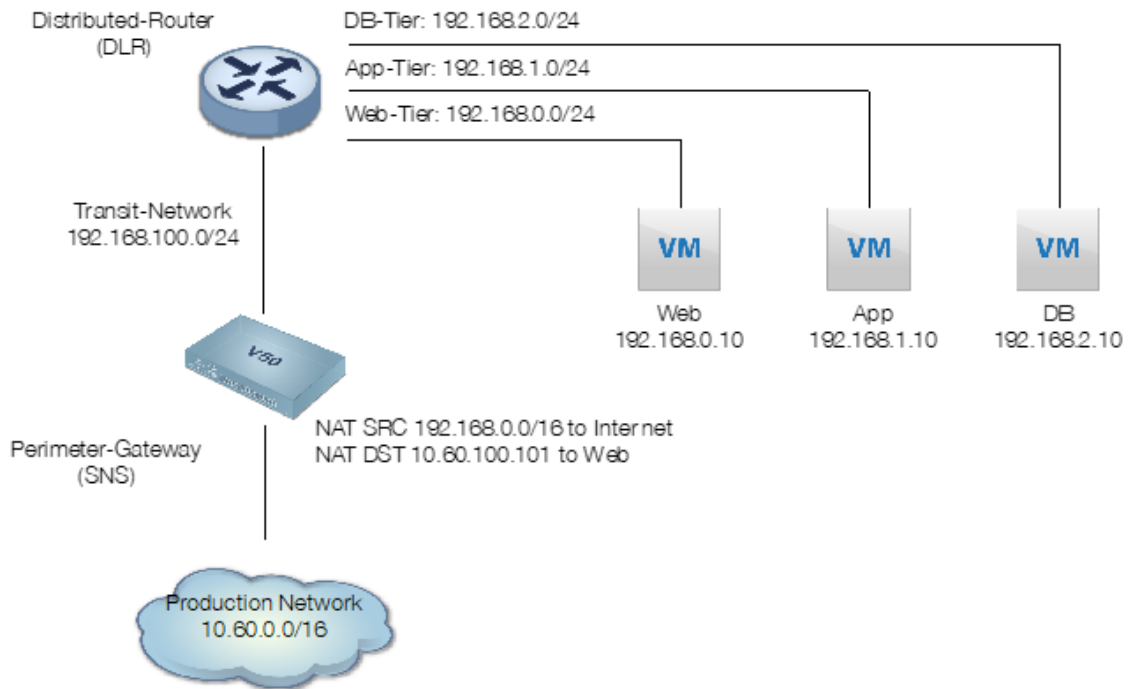 Distributed-Router
(DLR)
DB-Tier: 192.168.2.0/24
App-Tier: 192.168.1.0/24
Web-Tier: 192.168.0.0/24
Transit-Network
192.168.100.0/24
VM
VM
VM
Web
192.168.0.10
App
192.168.1.10
DB
192.168.2.10
V50
NAT SRC 192.168.0.0/16 to Internet
NAT DST 10.60.100.101 to Web
Perimeter-Gateway
(SNS)
Production Network
10.60.0.0/16